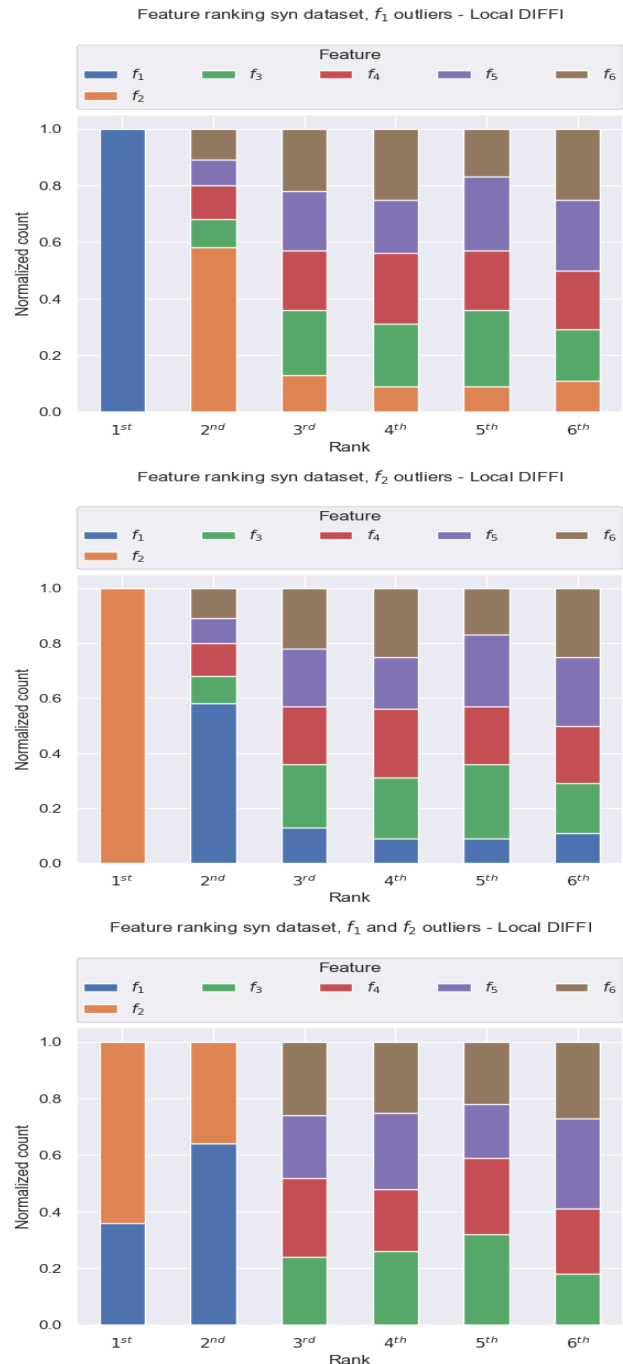 Feature ranking syn dataset, f₁ outliers - Local DIFFI
Feature
f₁ f₃ f₄ f₅ f₆
f₂
1.0
0.8
0.6
0.4
0.2
0.0
Normalized count
1st 2nd 3rd 4th 5th 6th
Rank
Feature ranking syn dataset, f₂ outliers - Local DIFFI
Feature
f₁ f₃ f₄ f₅ f₆
f₂
1.0
0.8
0.6
0.4
0.2
0.0
Normalized count
1st 2nd 3rd 4th 5th 6th
Rank
Feature ranking syn dataset, f₁ and f₂ outliers - Local DIFFI
Feature
f₁ f₃ f₄ f₅ f₆
f₂
1.0
0.8
0.6
0.4
0.2
0.0
Normalized count
1st 2nd 3rd 4th 5th 6th
Rank